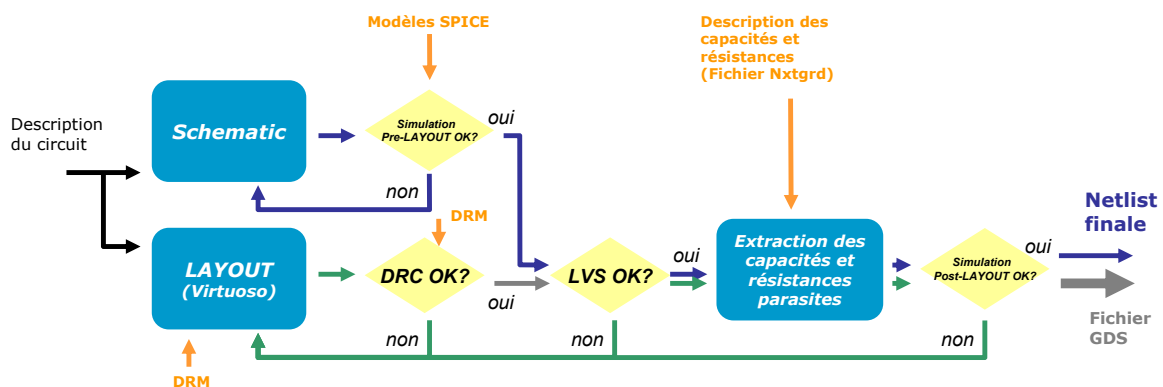 Modèles SPICE
Description des
capacités et
résistances
(Fichier Nxtgrd)
Description
du circuit
Schematic
Simulation
Pre-LAYOUT OK?
oui
non
DRM
LAYOUT
(Virtuoso)
DRC OK?
oui
LVS OK?
oui
Extraction des
capacités et
résistances
parasites
Simulation
Post-LAYOUT OK?
oui
Netlist
finale
Fichier
GDS
non
non
non
DRM